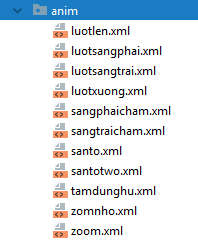 anim
luotlen.xml
luotsangphai.xml
luotsangtrai.xml
luotxuong.xml
sangphaicham.xml
sangtraicham.xml
santo.xml
santotwo.xml
tamdunghu.xml
zomnho.xml
zoom.xml